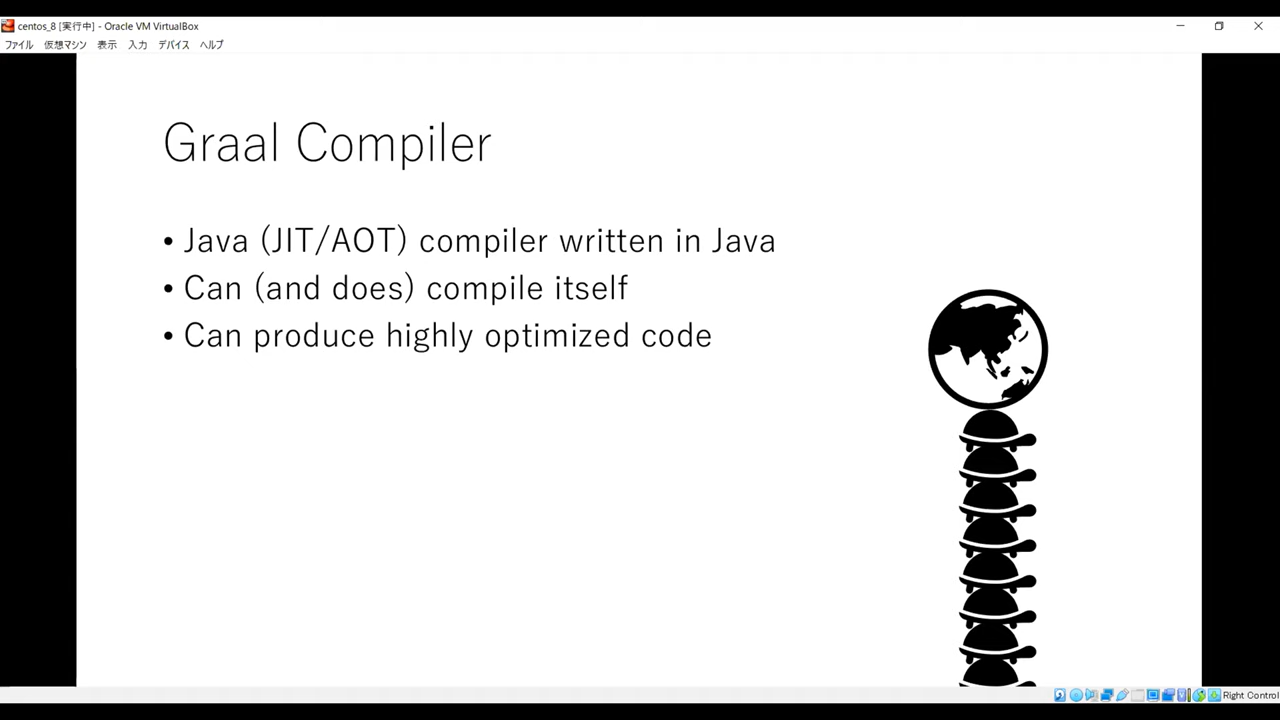 centos_8 [実行中] - Oracle VM VirtualBox
ファイル 仮想マシン 表示 入力 デバイス ヘルプ
Graal Compiler
• Java (JIT/AOT) compiler written in Java
• Can (and does) compile itself
• Can produce highly optimized code
Right Control